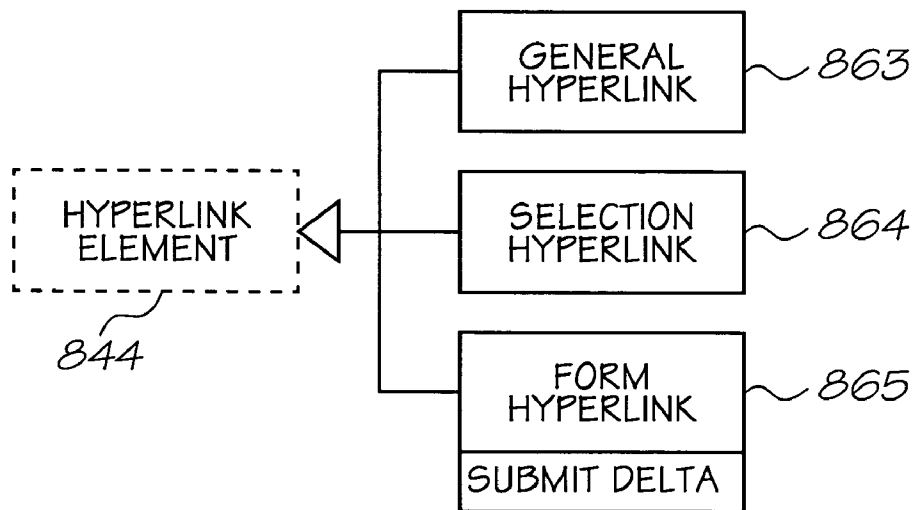 GENERAL
HYPERLINK
863
HYPERLINK
ELEMENT
844
SELECTION
HYPERLINK
864
FORM
HYPERLINK
865
SUBMIT DELTA